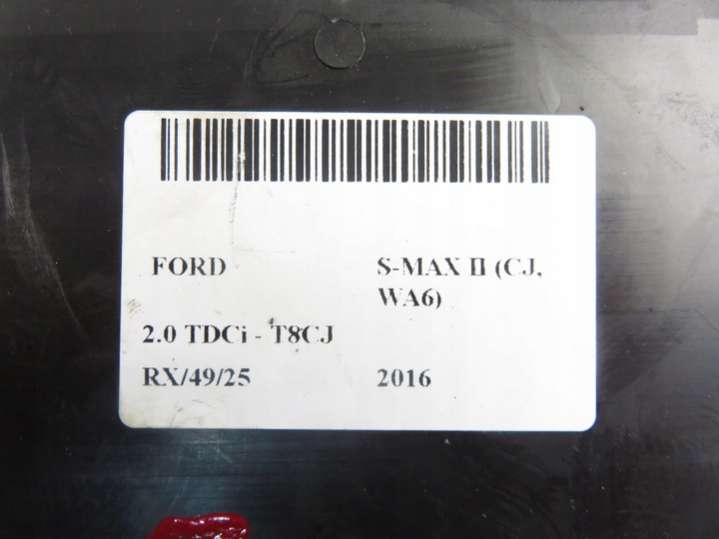 FORD
S-MAX II (CJ,
WA6)
2.0 TDCi - T8CJ
RX/49/25
2016